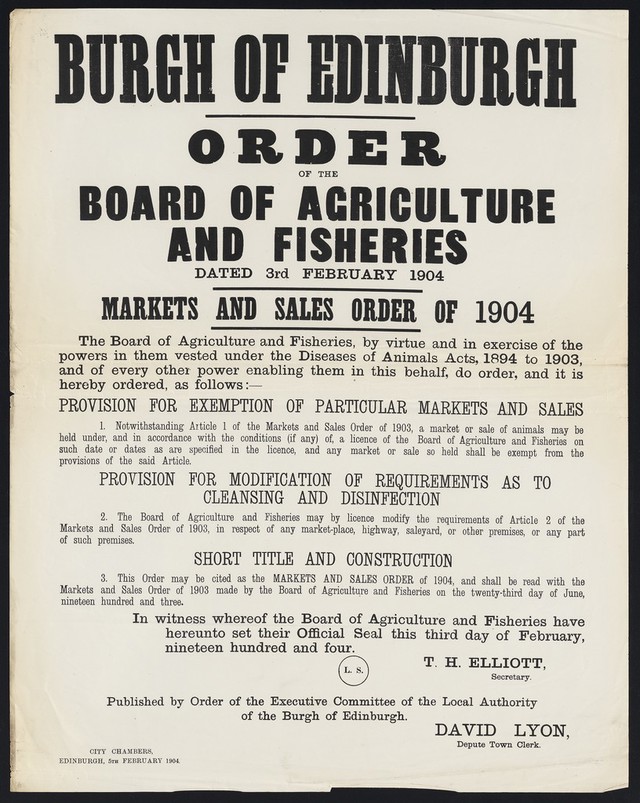 BURGH OF EDINBURGH
ORDER
OF THE
BOARD OF AGRICULTURE
AND FISHERIES
DATED 3rd FEBRUARY 1904
MARKETS AND SALES ORDER OF 1904
The Board of Agriculture and Fisheries, by virtue and in exercise of the
powers in them vested under the Diseases of Animals Acts, 1894 to 1903,
and of every other power enabling them in this behalf, do order, and it is
hereby ordered, as follows:—
PROVISION FOR EXEMPTION OF PARTICULAR MARKETS AND SALES
1. Notwithstanding Article 1 of the Markets and Sales Order of 1903, a market or sale of animals may be
held under, and in accordance with the conditions (if any) of, a licence of the Board of Agriculture and Fisheries on
such date or dates as are specified in the licence, and any market or sale so held shall be exempt from the
provisions of the said Article.
PROVISION FOR MODIFICATION OF REQUIREMENTS AS TO
CLEANSING AND DISINFECTION
2. The Board of Agriculture and Fisheries may by licence modify the requirements of Article 2 of the
Markets and Sales Order of 1903, in respect of any market-place, highway, saleyard, or other premises, or any part
of such premises.
SHORT TITLE AND CONSTRUCTION
3. This Order may be cited as the MARKETS AND SALES ORDER of 1904, and shall be read with the
Markets and Sales Order of 1903 made by the Board of Agriculture and Fisheries on the twenty-third day of June,
nineteen hundred and three.
In witness whereof the Board of Agriculture and Fisheries have
hereunto set their Official Seal this third day of February,
nineteen hundred and four.
L. S.
T. H. ELLIOTT,
Secretary.
Published by Order of the Executive Committee of the Local Authority
of the Burgh of Edinburgh.
DAVID LYON,
Depute Town Clerk.
CITY CHAMBERS,
EDINBURGH, 5TH FEBRUARY 1904.